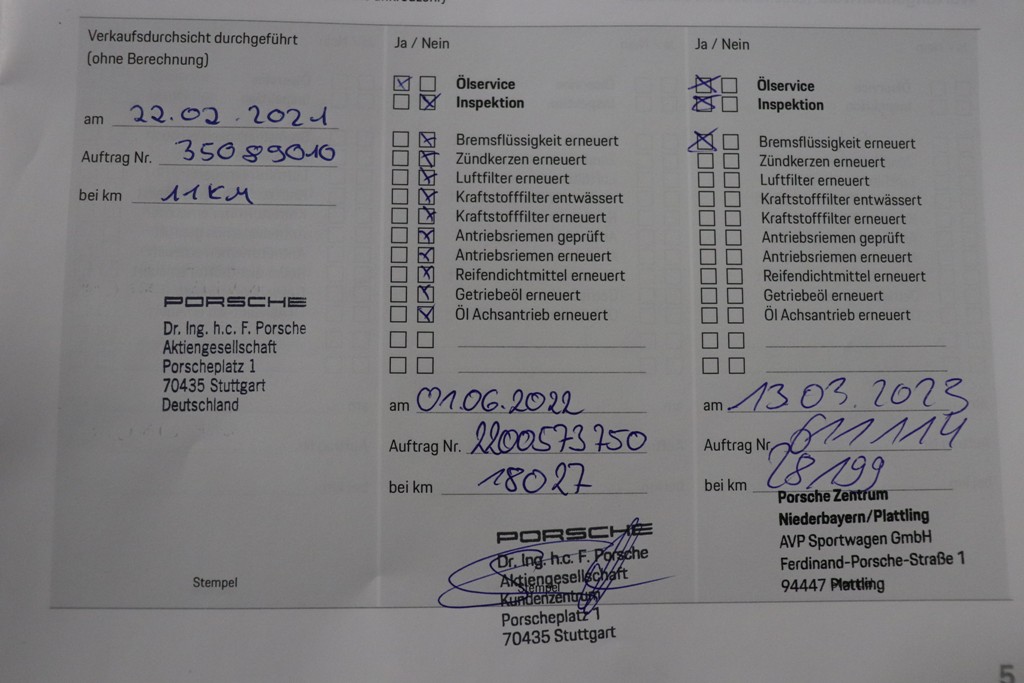 Verkaufsdurchsicht durchgeführt
(ohne Berechnung)
am 22.02.2021
Auftrag Nr. 35089010
bei km 11KM
PORSCHE
Dr. Ing. h.c. F. Porsche
Aktiengesellschaft
Porscheplatz 1
70435 Stuttgart
Deutschland
Stempel
Ja / Nein
Ölservice
Inspektion
Bremsflüssigkeit erneuert
Zündkerzen erneuert
Luftfilter erneuert
Kraftstofffilter entwässert
Kraftstofffilter erneuert
Antriebsriemen geprüft
Antriebsriemen erneuert
Reifendichtmittel erneuert
Getriebeöl erneuert
Öl Achsantrieb erneuert
am 01.06.2022
Auftrag Nr. 2200573750
bei km 18027
PORSCHE
Dr. Ing. h.c. F. Porsche
Aktiengesellschaft
Stempel
Kundenzentrum
Porscheplatz 1
70435 Stuttgart
Ja / Nein
Ölservice
Inspektion
Bremsflüssigkeit erneuert
Zündkerzen erneuert
Luftfilter erneuert
Kraftstofffilter entwässert
Kraftstofffilter erneuert
Antriebsriemen geprüft
Antriebsriemen erneuert
Reifendichtmittel erneuert
Getriebeöl erneuert
Öl Achsantrieb erneuert
am 13.03.2023
Auftrag Nr. 611114
bei km 28199
Porsche Zentrum
Niederbayern/Plattling
AVP Sportwagen GmbH
Ferdinand-Porsche-Straße 1
94447 Plattling
5